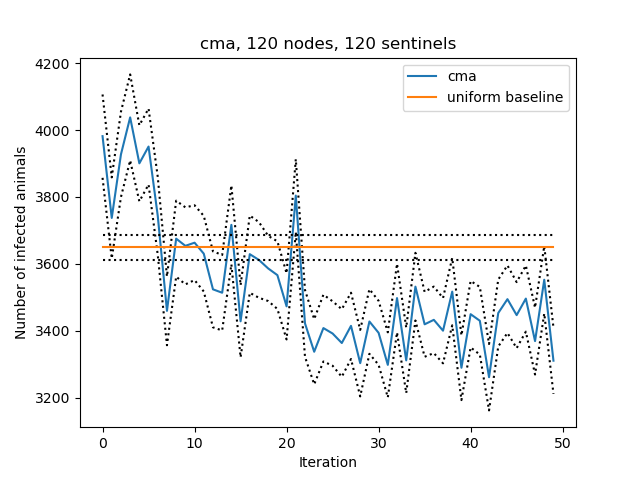 cma, 120 nodes, 120 sentinels
cma
uniform baseline
4200
4000
3800
3600
3400
3200
Number of infected animals
0 10 20 30 40 50
Iteration